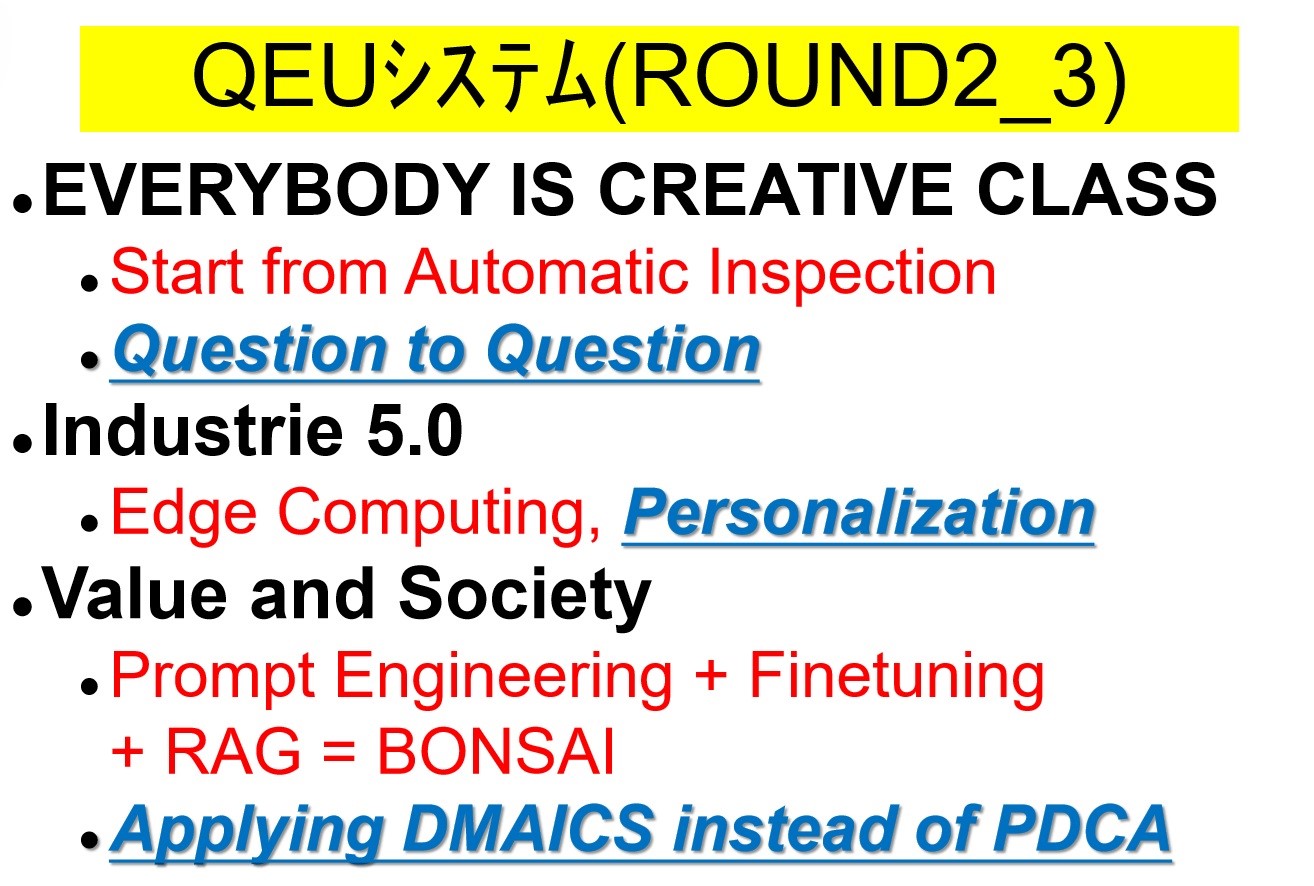 QEUシステム(ROUND2_3)
EVERYBODY IS CREATIVE CLASS
Start from Automatic Inspection
Question to Question
Industrie 5.0
Edge Computing, Personalization
Value and Society
Prompt Engineering + Finetuning
+ RAG = BONSAI
Applying DMAICS instead of PDCA